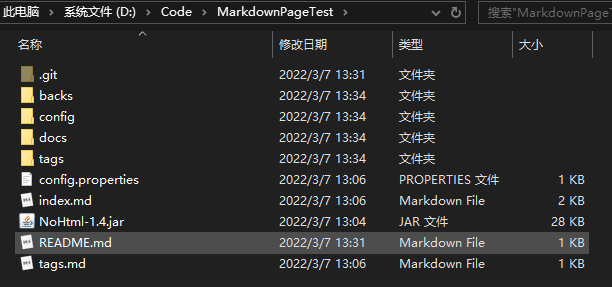 此电脑 › 系统文件 (D:) › Code › MarkdownPageTest ›
搜索"MarkdownPageTe
名称 修改日期 类型 大小
.git 2022/3/7 13:31 文件夹
backs 2022/3/7 13:34 文件夹
config 2022/3/7 13:34 文件夹
docs 2022/3/7 13:34 文件夹
tags 2022/3/7 13:34 文件夹
config.properties 2022/3/7 13:06 PROPERTIES 文件 1 KB
index.md 2022/3/7 13:06 Markdown File 2 KB
NoHtml-1.4.jar 2022/3/7 13:04 JAR 文件 28 KB
README.md 2022/3/7 13:31 Markdown File 1 KB
tags.md 2022/3/7 13:06 Markdown File 1 KB